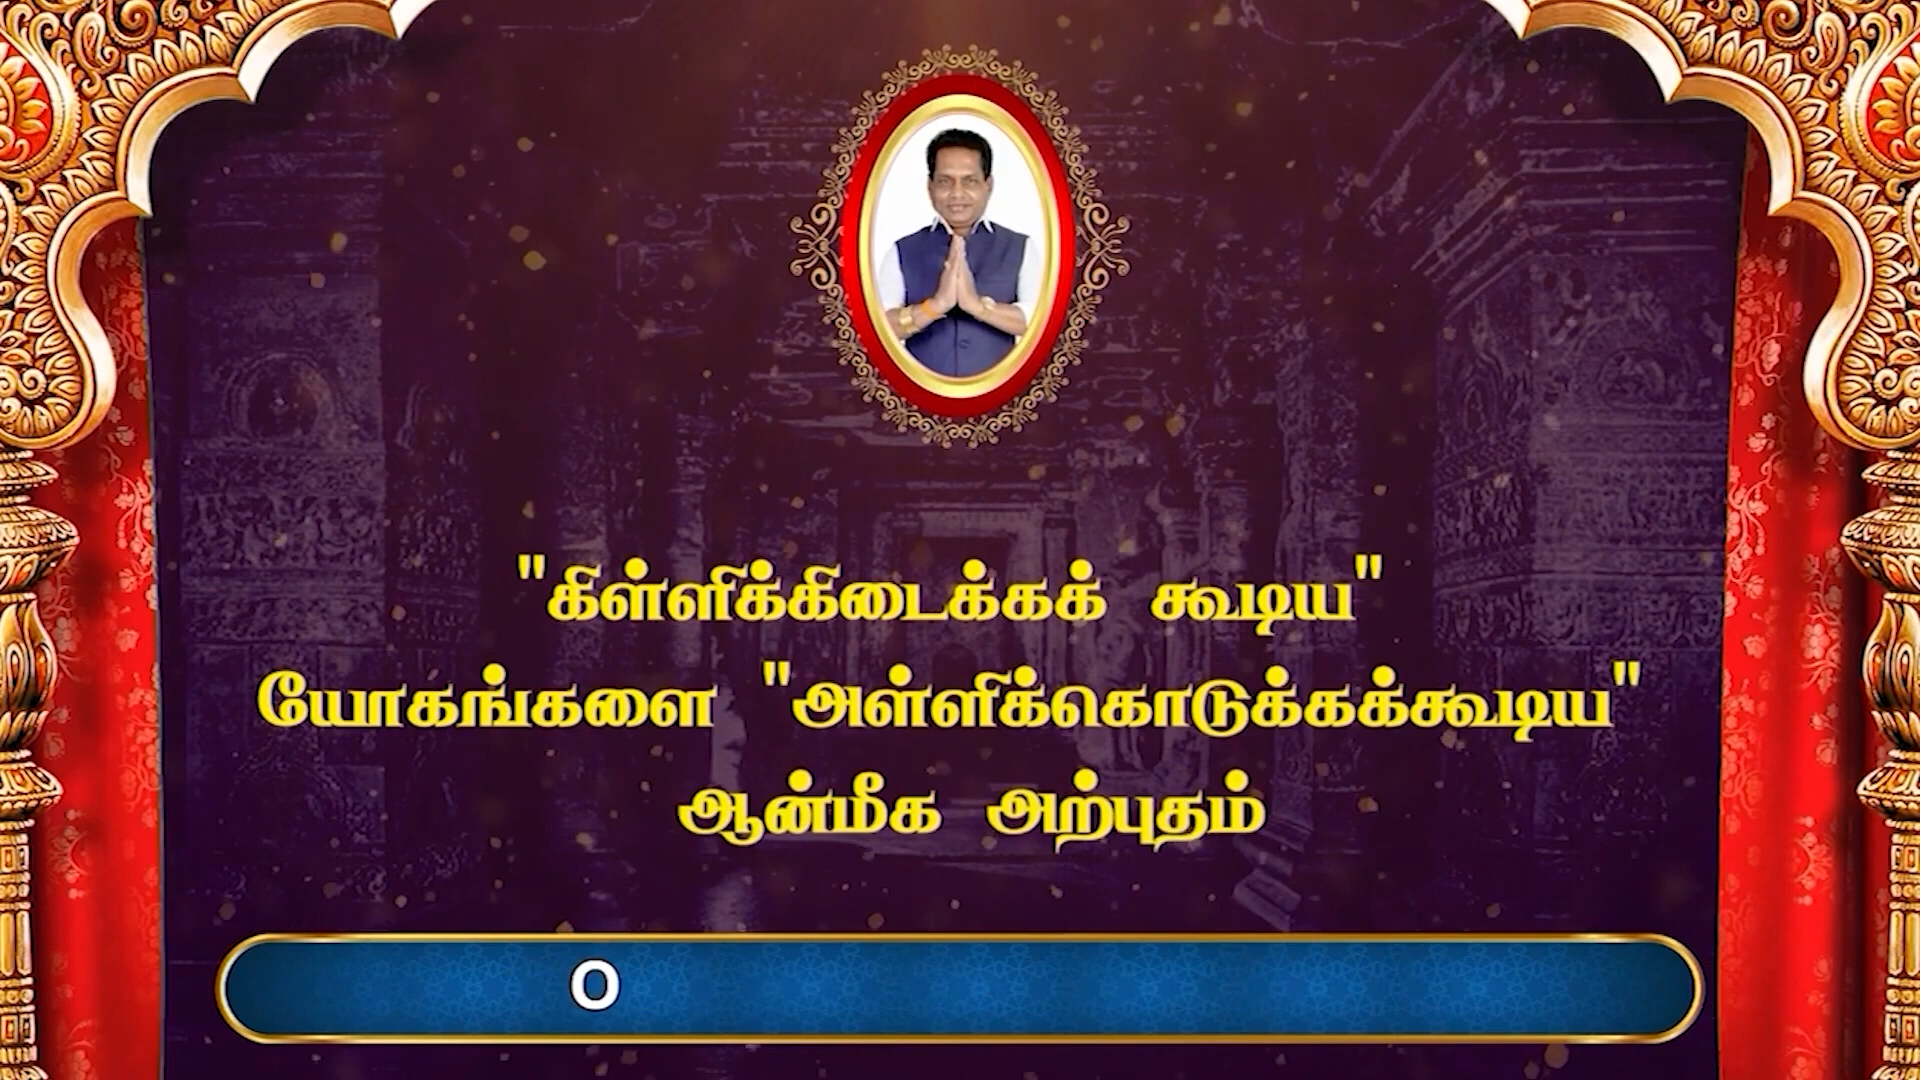 "கிள்ளிக்கிடைக்கக் கூடிய"
யோகங்களை "அள்ளிக்கொடுக்கக்கூடிய"
ஆன்மீக அற்புதம்
O